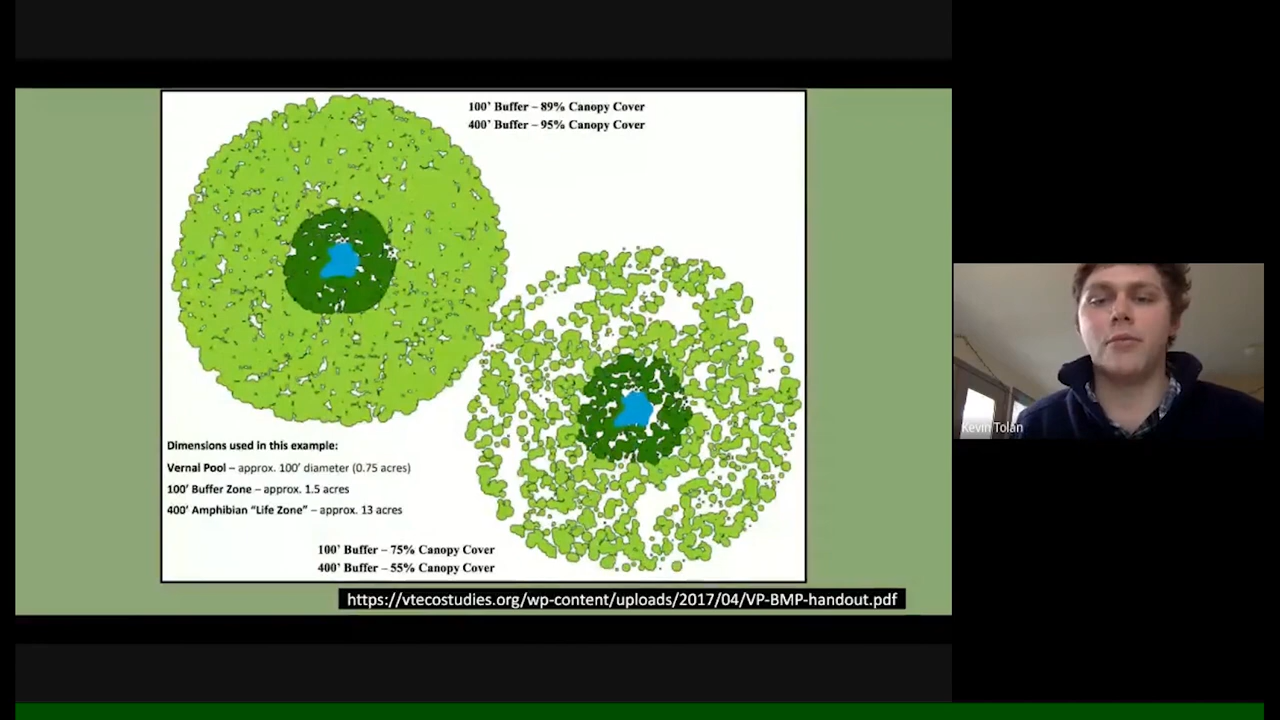 100’ Buffer – 89% Canopy Cover
400’ Buffer – 95% Canopy Cover
Dimensions used in this example:
Vernal Pool – approx. 100’ diameter (0.75 acres)
100’ Buffer Zone – approx. 1.5 acres
400’ Amphibian “Life Zone” – approx. 13 acres
100’ Buffer – 75% Canopy Cover
400’ Buffer – 55% Canopy Cover
https://vtecostudies.org/wp-content/uploads/2017/04/VP-BMP-handout.pdf
Kevin Tolan